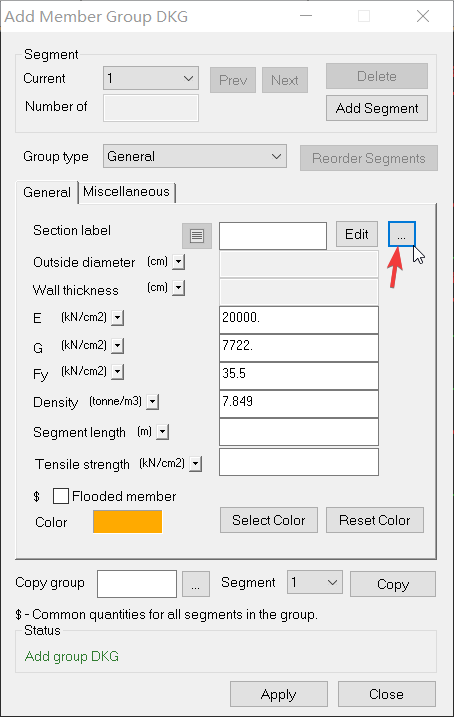 Add Member Group DKG
Segment
Current 1 Prev Next Delete
Number of Add Segment
Group type General Reorder Segments
General Miscellaneous
Section label Edit ...
Outside diameter (cm)
Wall thickness (cm)
E (kN/cm2) 20000.
G (kN/cm2) 7722.
Fy (kN/cm2) 35.5
Density (tonne/m3) 7.849
Segment length (m)
Tensile strength (kN/cm2)
$ Flooded member
Color Select Color Reset Color
Copy group ... Segment 1 Copy
$ - Common quantities for all segments in the group.
Status
Add group DKG
Apply Close